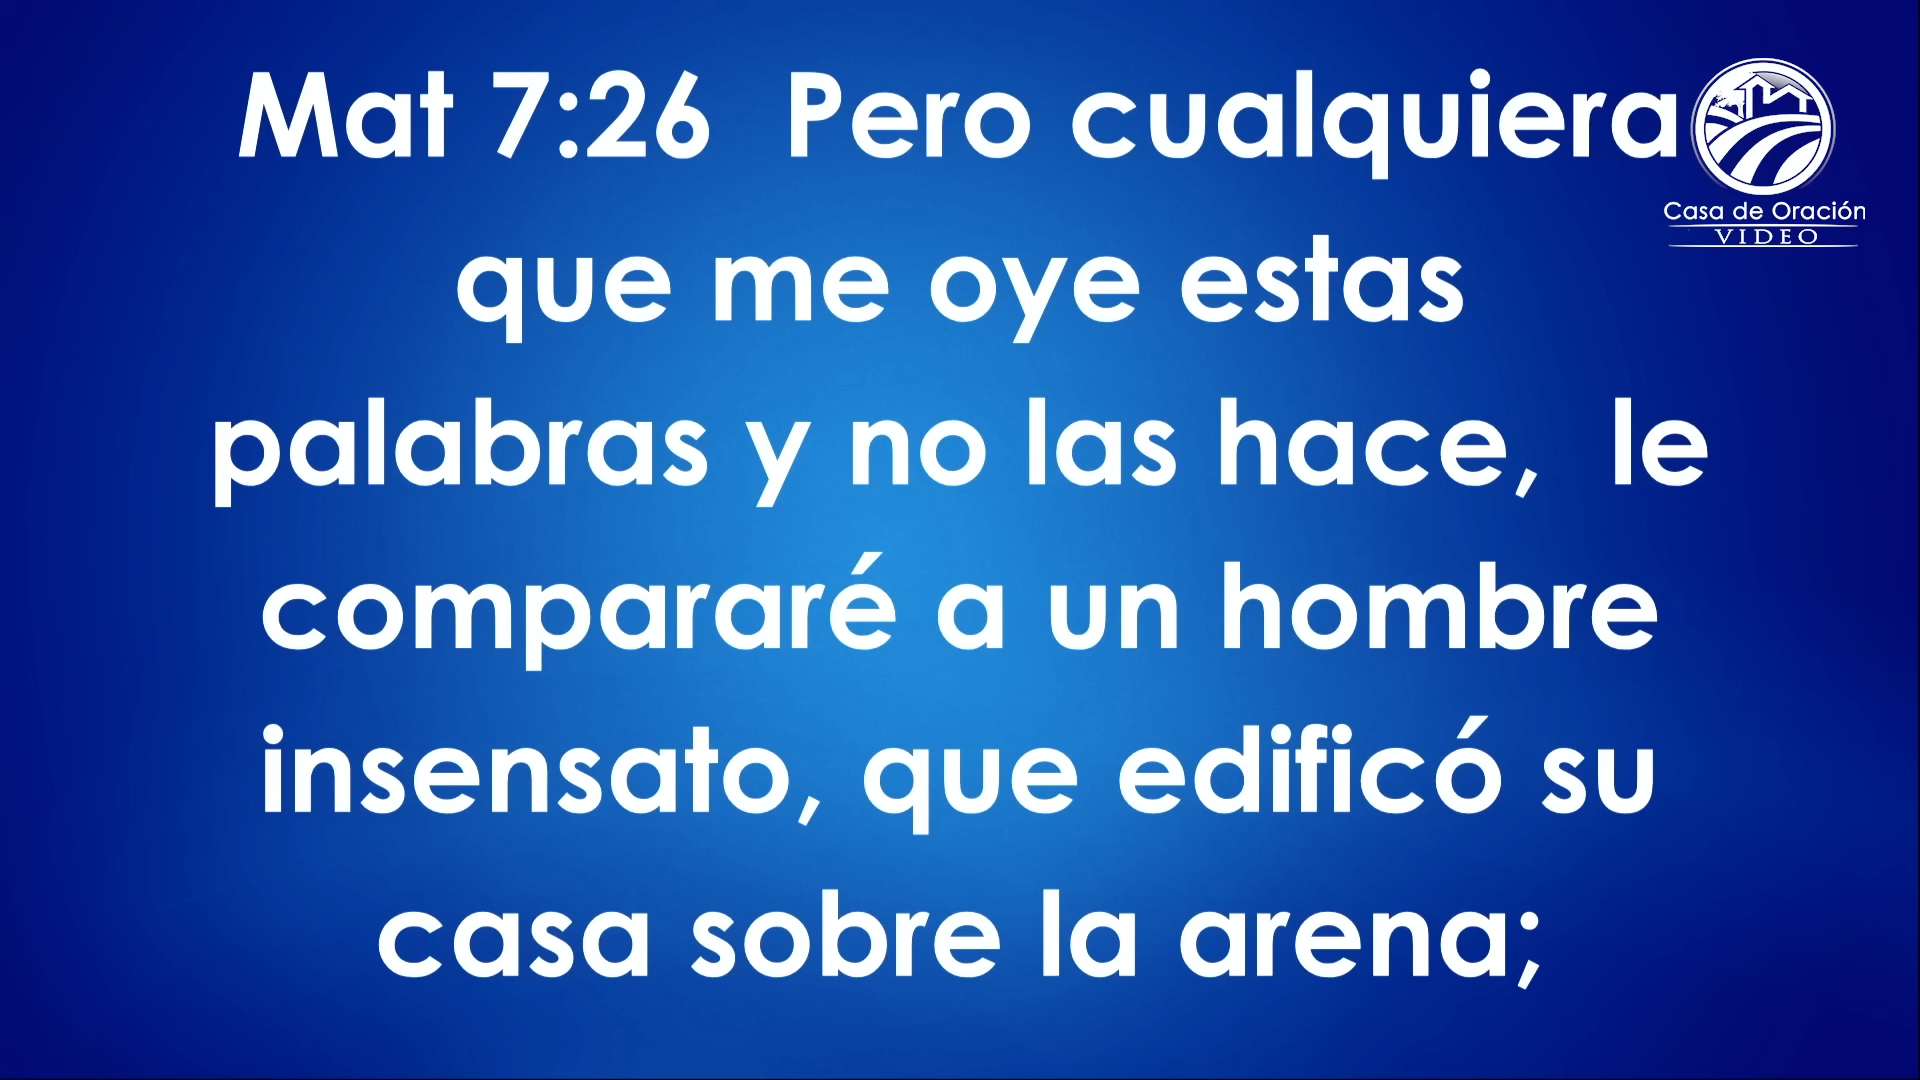 Mat 7:26  Pero cualquiera
que me oye estas
palabras y no las hace,  le
compararé a un hombre
insensato, que edificó su
casa sobre la arena;
Casa de Oración
VIDEO